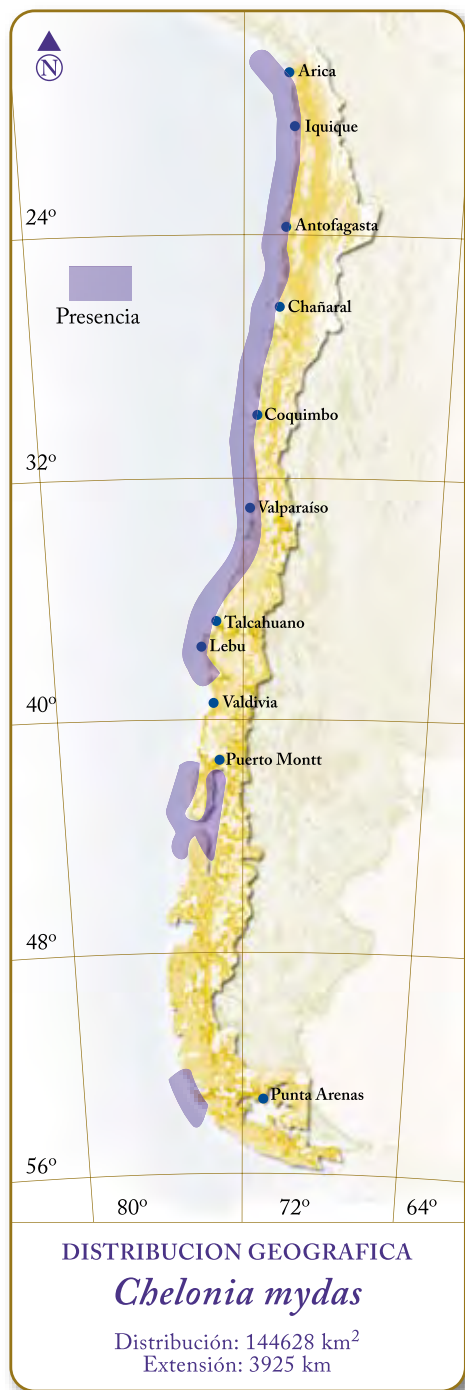 N
Arica
Iquique
24º
Antofagasta
Presencia
Chañaral
Coquimbo
32º
Valparaíso
Talcahuano
Lebu
Valdivia
40º
Puerto Montt
48º
Punta Arenas
56º
80º 72º 64º
DISTRIBUCION GEOGRAFICA
Chelonia mydas
Distribución: 144628 km²
Extensión: 3925 km